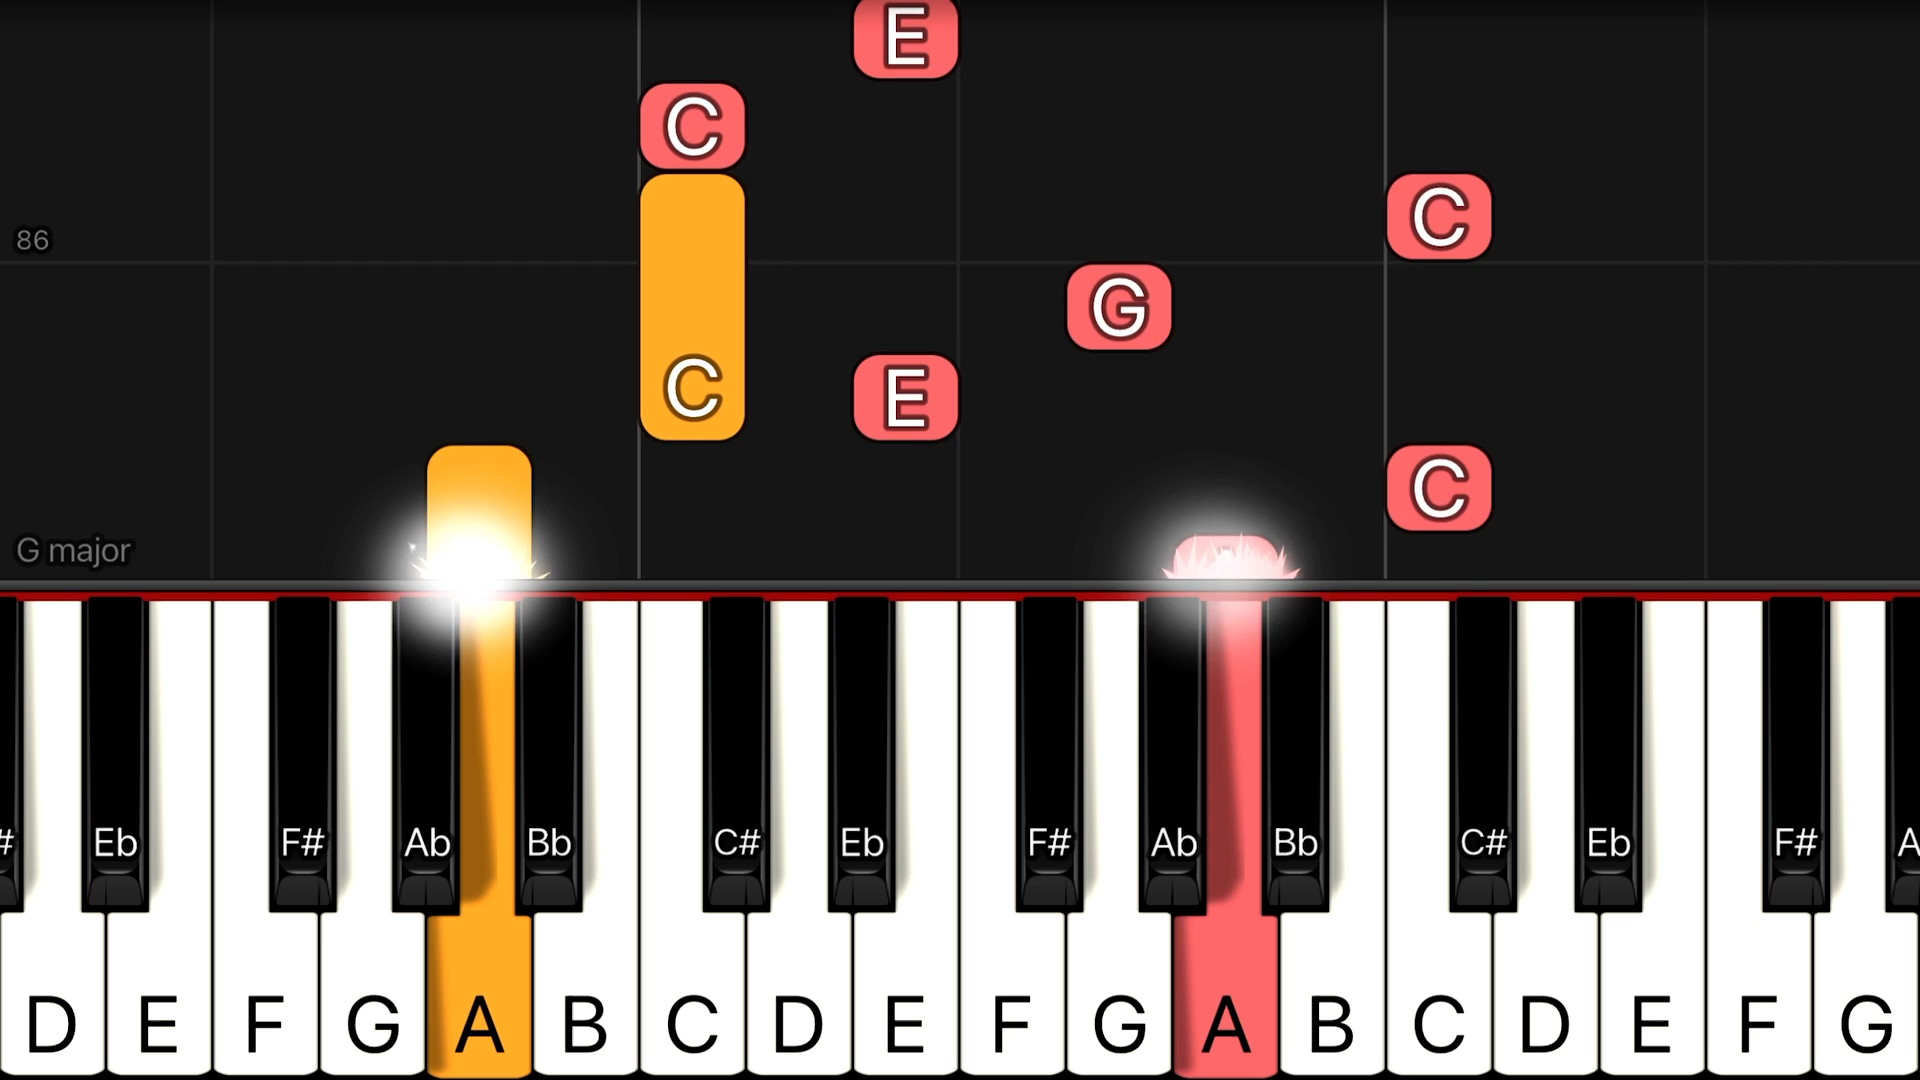 E
C
C
86
G
C
E
C
G major
# Eb F# Ab Bb C# Eb F# Ab Bb C# Eb F# A
D E F G A B C D E F G A B C D E F G